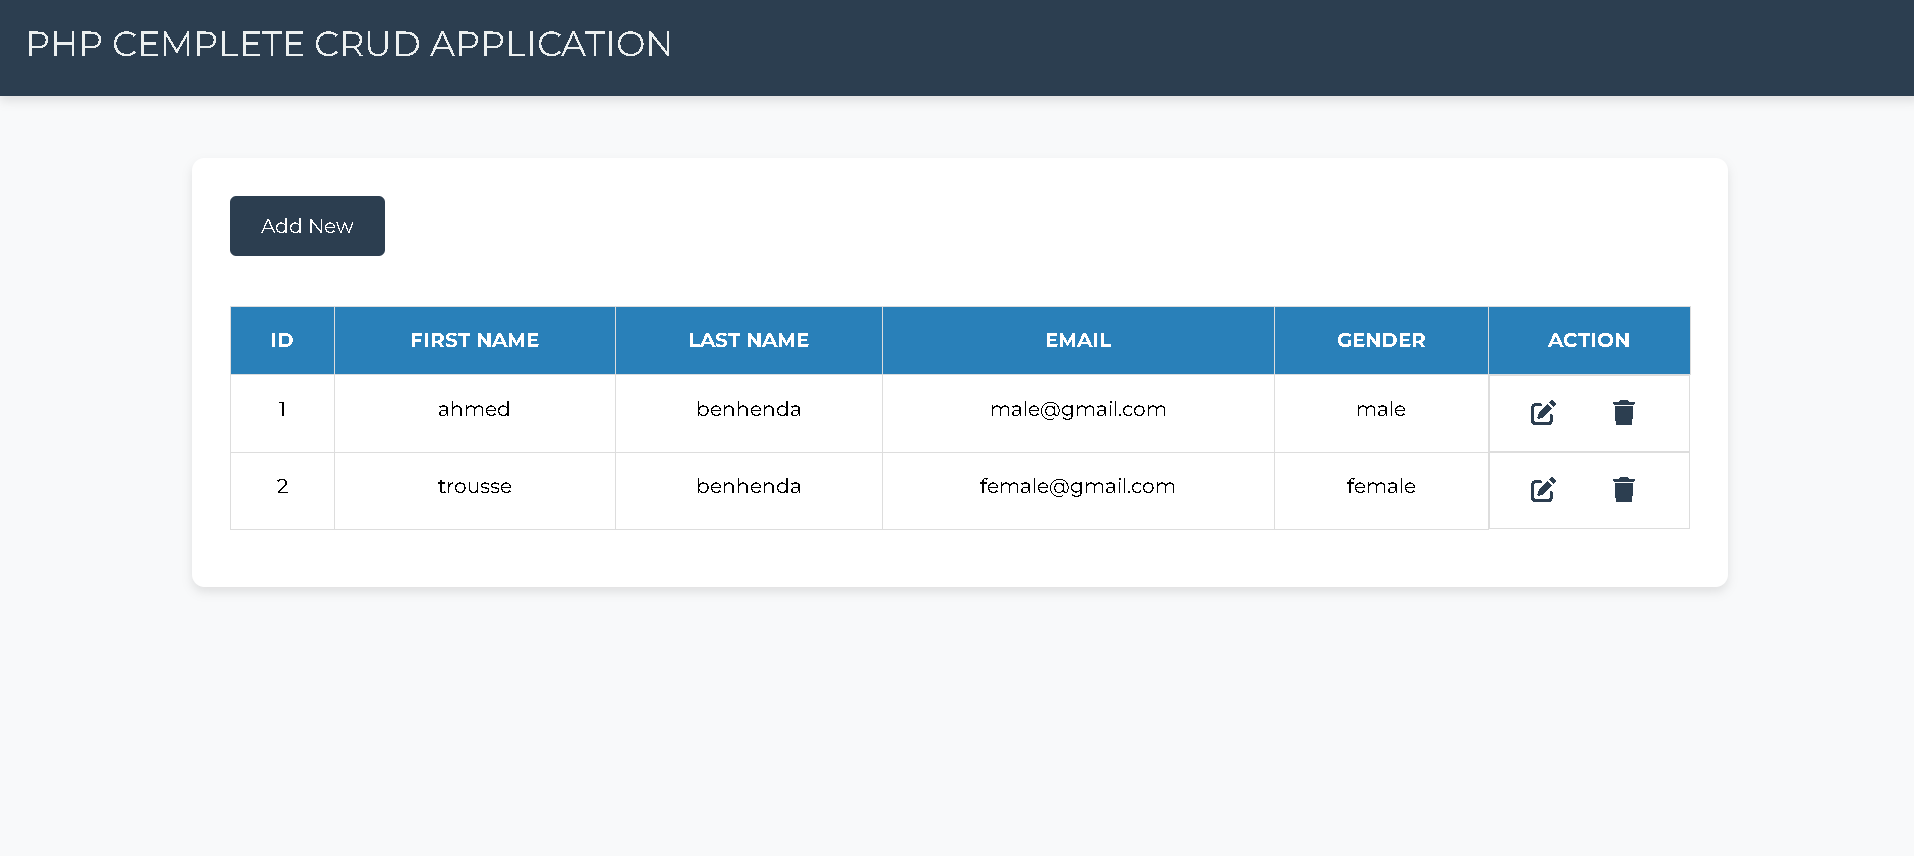 PHP CEMPLETE CRUD APPLICATION
Add New
ID FIRST NAME LAST NAME EMAIL GENDER ACTION
1 ahmed benhenda male@gmail.com male
2 trousse benhenda female@gmail.com female